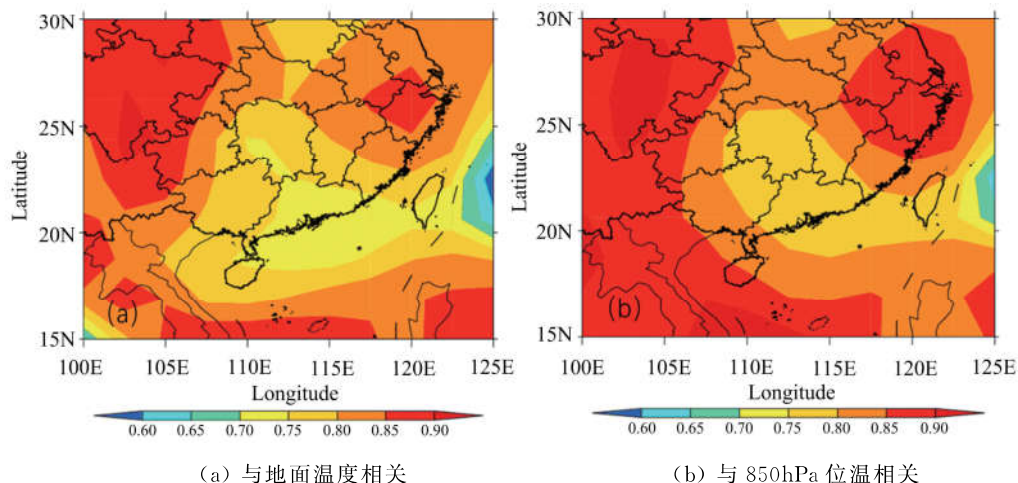 30N
25N
20N
15N
Latitude
(a)
100E 105E 110E 115E 120E 125E
Longitude
0.60 0.65 0.70 0.75 0.80 0.85 0.90
(a) 与地面温度相关
30N
25N
20N
15N
Latitude
(b)
100E 105E 110E 115E 120E 125E
Longitude
0.60 0.65 0.70 0.75 0.80 0.85 0.90
(b) 与 850hPa 位温相关